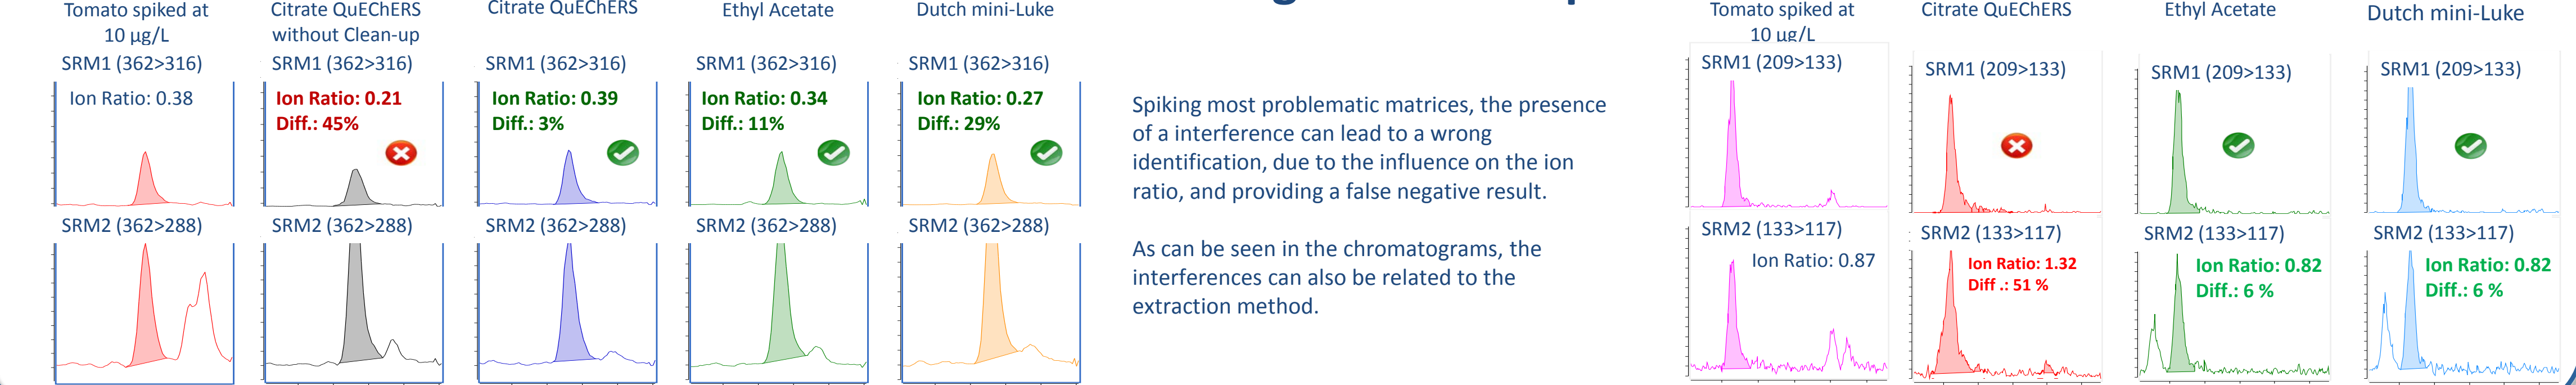 Tomato spiked at
10 µg/L
SRM1 (362>316)
Ion Ratio: 0.38
SRM2 (362>288)
Citrate QuEChERS
without Clean-up
SRM1 (362>316)
Ion Ratio: 0.21
Diff.: 45%
SRM2 (362>288)
Citrate QuEChERS
SRM1 (362>316)
Ion Ratio: 0.39
Diff.: 3%
SRM2 (362>288)
Ethyl Acetate
SRM1 (362>316)
Ion Ratio: 0.34
Diff.: 11%
SRM2 (362>288)
Dutch mini-Luke
SRM1 (362>316)
Ion Ratio: 0.27
Diff.: 29%
SRM2 (362>288)
Spiking most problematic matrices, the presence
of a interference can lead to a wrong
identification, due to the influence on the ion
ratio, and providing a false negative result.
As can be seen in the chromatograms, the
interferences can also be related to the
extraction method.
Tomato spiked at
10 µg/L
SRM1 (209>133)
SRM2 (133>117)
Ion Ratio: 0.87
Citrate QuEChERS
SRM1 (209>133)
SRM2 (133>117)
Ion Ratio: 1.32
Diff .: 51 %
Ethyl Acetate
SRM1 (209>133)
SRM2 (133>117)
Ion Ratio: 0.82
Diff.: 6 %
Dutch mini-Luke
SRM1 (209>133)
SRM2 (133>117)
Ion Ratio: 0.82
Diff.: 6 %